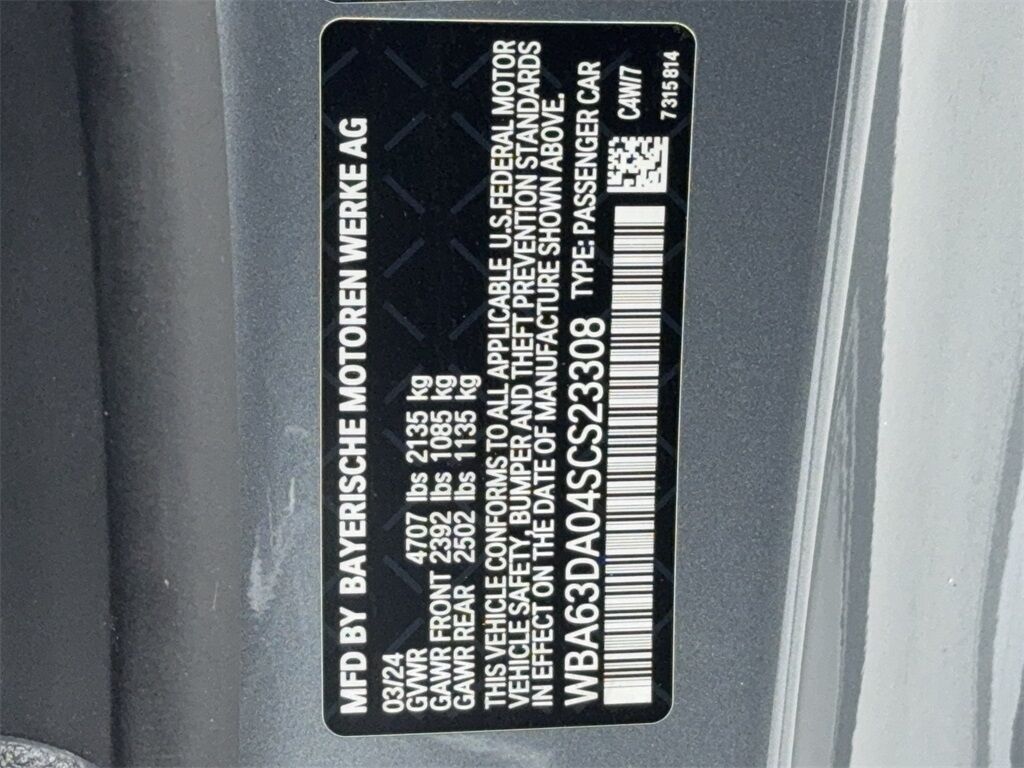 MFD BY BAYERISCHE MOTOREN WERKE AG
03/24
GVWR 4707 lbs 2135 kg
GAWR FRONT 2392 lbs 1085 kg
GAWR REAR 2502 lbs 1135 kg
THIS VEHICLE CONFORMS TO ALL APPLICABLE U.S.FEDERAL MOTOR
VEHICLE SAFETY, BUMPER AND THEFT PREVENTION STANDARDS
IN EFFECT ON THE DATE OF MANUFACTURE SHOWN ABOVE.
WBA63DA04SCS23308 TYPE: PASSENGER CAR
C4W/7
7315814